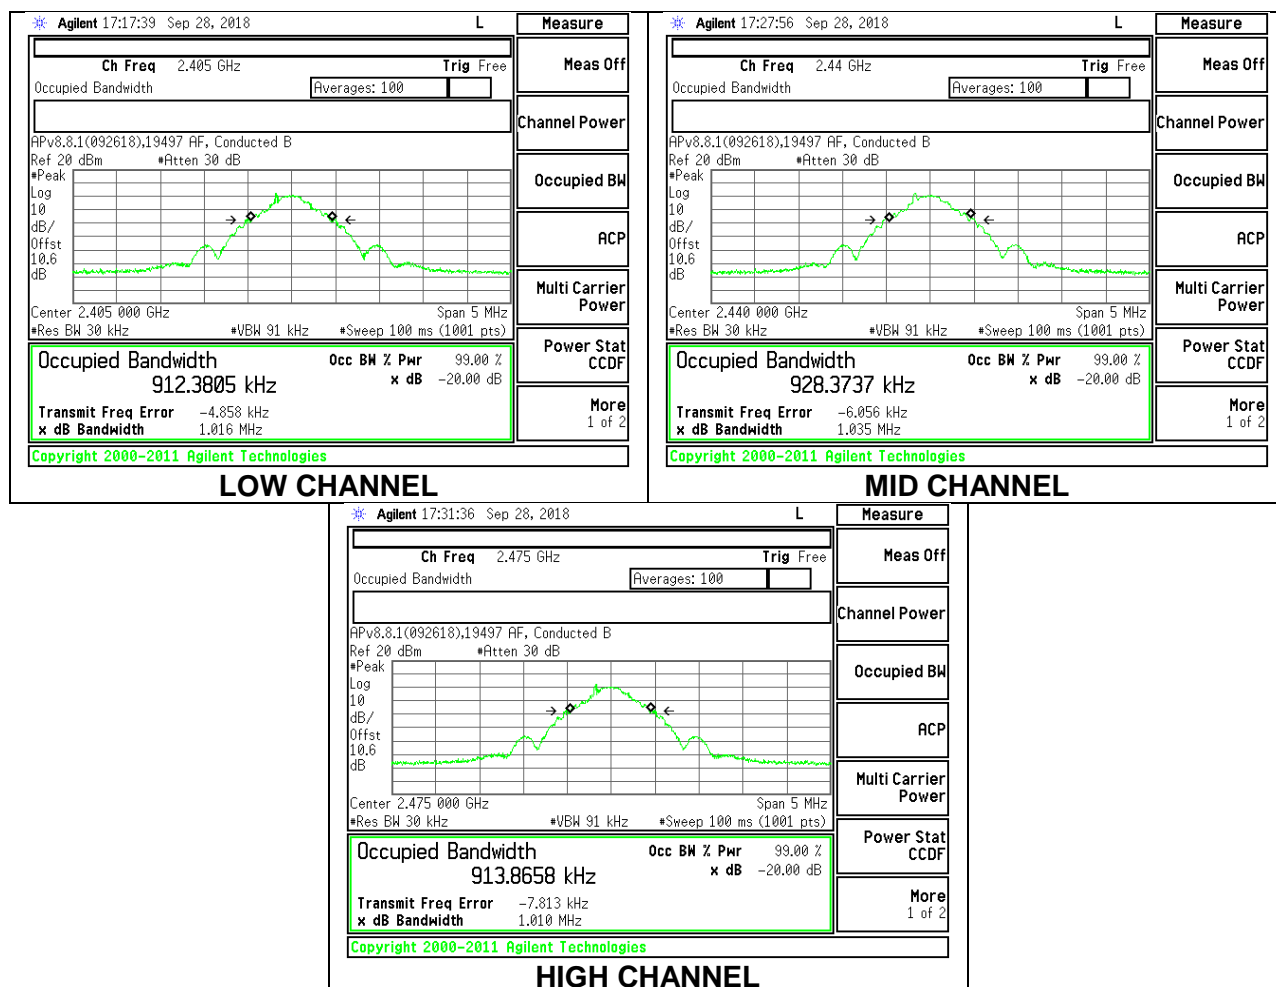 Agilent 17:17:39 Sep 28, 2018 L
Measure
Ch Freq 2.405 GHz Trig Free
Occupied Bandwidth Averages: 100
APv8.8.1(092618),19497 AF, Conducted B
Ref 20 dBm #Atten 30 dB
#Peak
Log
10
dB/
Offst
10.6
dB
Center 2.405 000 GHz Span 5 MHz
#Res BW 30 kHz #VBW 91 kHz #Sweep 100 ms (1001 pts)
Occupied Bandwidth Occ BW % Pwr 99.00 %
912.3805 kHz x dB -20.00 dB
Transmit Freq Error -4.858 kHz
x dB Bandwidth 1.016 MHz
Copyright 2000-2011 Agilent Technologies
Meas Off
Channel Power
Occupied BW
ACP
Multi Carrier
Power
Power Stat
CCDF
More
1 of 2
LOW CHANNEL
Agilent 17:27:56 Sep 28, 2018 L
Measure
Ch Freq 2.44 GHz Trig Free
Occupied Bandwidth Averages: 100
APv8.8.1(092618),19497 AF, Conducted B
Ref 20 dBm #Atten 30 dB
#Peak
Log
10
dB/
Offst
10.6
dB
Center 2.440 000 GHz Span 5 MHz
#Res BW 30 kHz #VBW 91 kHz #Sweep 100 ms (1001 pts)
Occupied Bandwidth Occ BW % Pwr 99.00 %
928.3737 kHz x dB -20.00 dB
Transmit Freq Error -6.056 kHz
x dB Bandwidth 1.035 MHz
Copyright 2000-2011 Agilent Technologies
Meas Off
Channel Power
Occupied BW
ACP
Multi Carrier
Power
Power Stat
CCDF
More
1 of 2
MID CHANNEL
Agilent 17:31:36 Sep 28, 2018 L
Measure
Ch Freq 2.475 GHz Trig Free
Occupied Bandwidth Averages: 100
APv8.8.1(092618),19497 AF, Conducted B
Ref 20 dBm #Atten 30 dB
#Peak
Log
10
dB/
Offst
10.6
dB
Center 2.475 000 GHz Span 5 MHz
#Res BW 30 kHz #VBW 91 kHz #Sweep 100 ms (1001 pts)
Occupied Bandwidth Occ BW % Pwr 99.00 %
913.8658 kHz x dB -20.00 dB
Transmit Freq Error -7.813 kHz
x dB Bandwidth 1.010 MHz
Copyright 2000-2011 Agilent Technologies
Meas Off
Channel Power
Occupied BW
ACP
Multi Carrier
Power
Power Stat
CCDF
More
1 of 2
HIGH CHANNEL